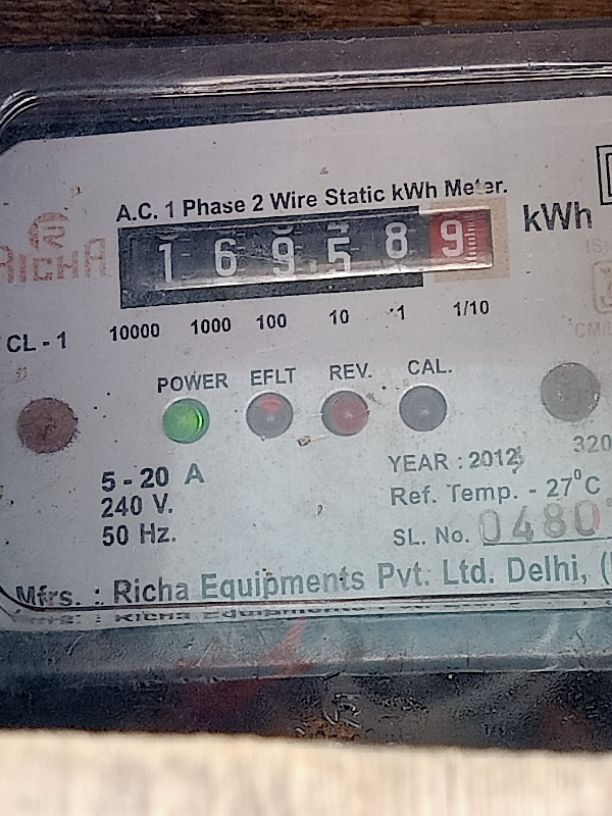 A.C. 1 Phase 2 Wire Static kWh Meter.
1 6 9 5 8 9 kWh
RICHA
10000 1000 100 10 1 1/10
CL - 1
POWER EFLT REV. CAL.
320
5 - 20 A
240 V.
50 Hz.
YEAR : 2012
Ref. Temp. - 27°C
SL. No. 0480
Mfrs. : Richa Equipments Pvt. Ltd. Delhi, (